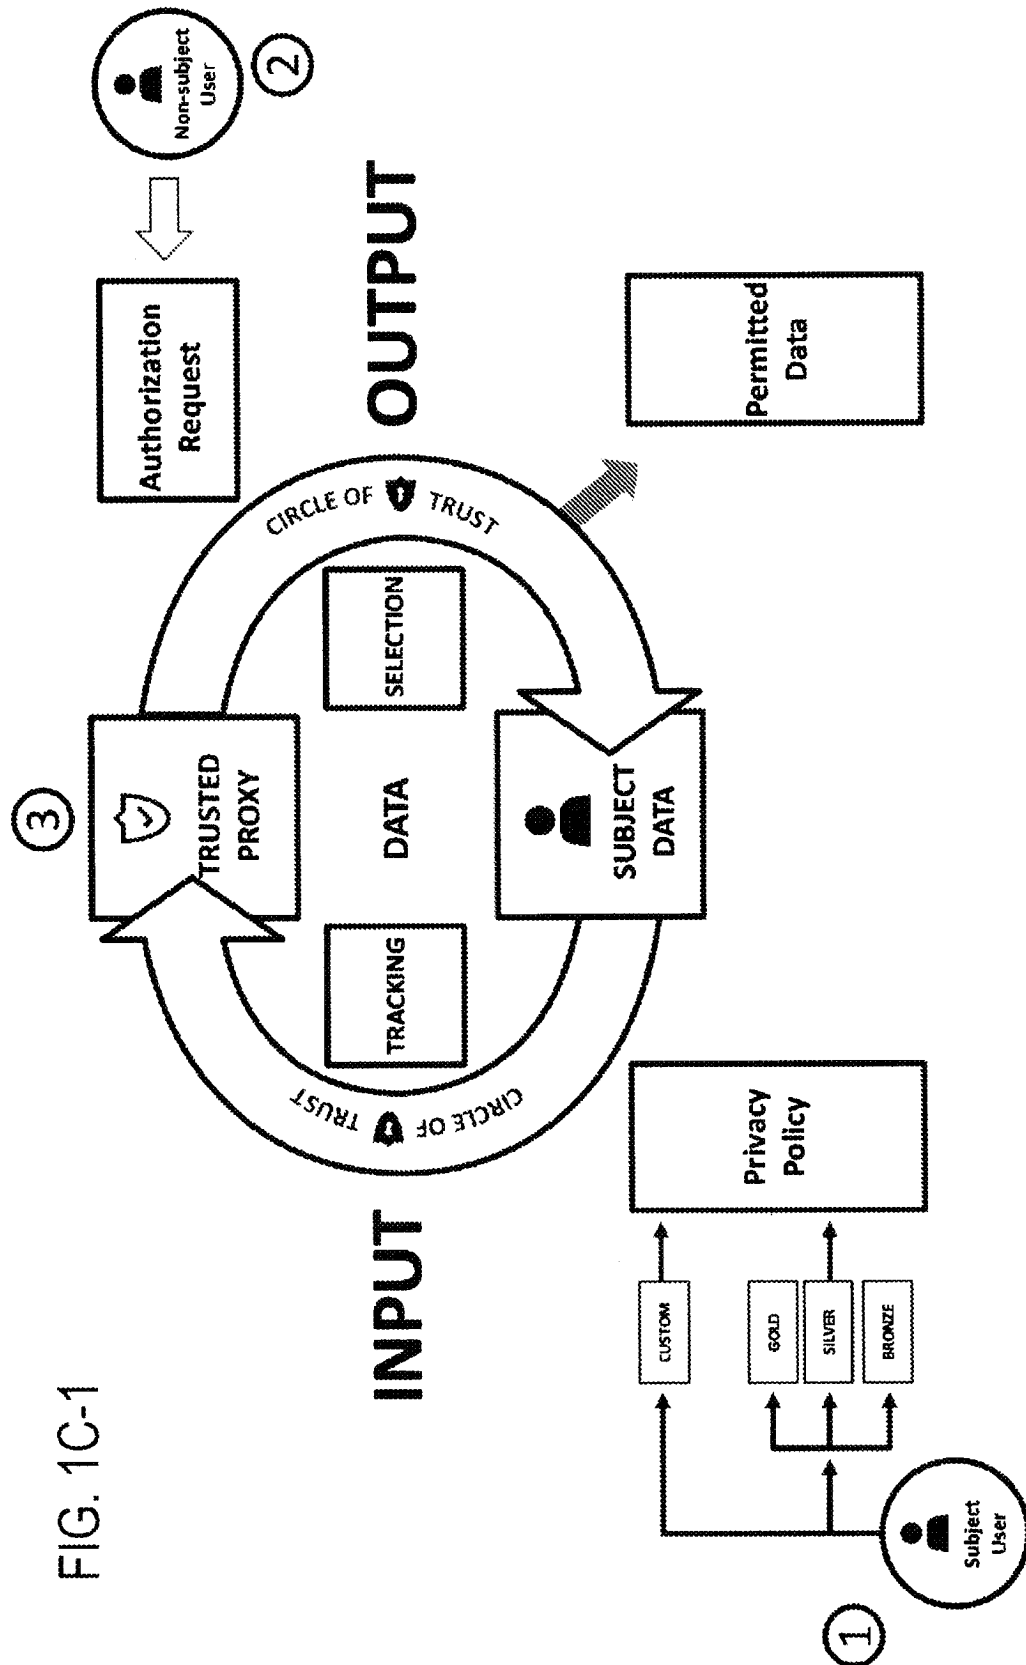 FIG. 1C-1
3
2
Non-subject
User
Authorization
Request
TRUSTED
PROXY
INPUT
CIRCLE OF TRUST
TRACKING
DATA
SELECTION
CIRCLE OF TRUST
OUTPUT
SUBJECT
DATA
CUSTOM
GOLD
SILVER
BRONZE
Privacy
Policy
Permitted
Data
1
Subject
User